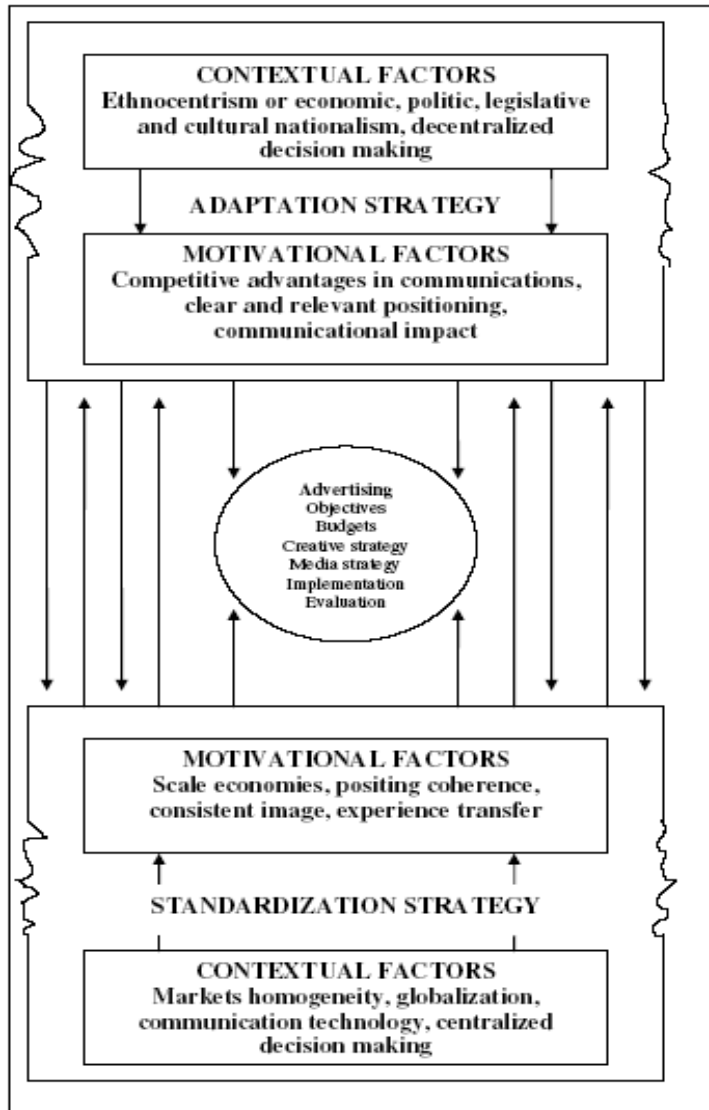 CONTEXTUAL FACTORS
Ethnocentrism or economic, politic, legislative
and cultural nationalism, decentralized
decision making
ADAPTATION STRATEGY
MOTIVATIONAL FACTORS
Competitive advantages in communications,
clear and relevant positioning,
communicational impact
Advertising
Objectives
Budgets
Creative strategy
Media strategy
Implementation
Evaluation
MOTIVATIONAL FACTORS
Scale economies, positing coherence,
consistent image, experience transfer
STANDARDIZATION STRATEGY
CONTEXTUAL FACTORS
Markets homogeneity, globalization,
communication technology, centralized
decision making